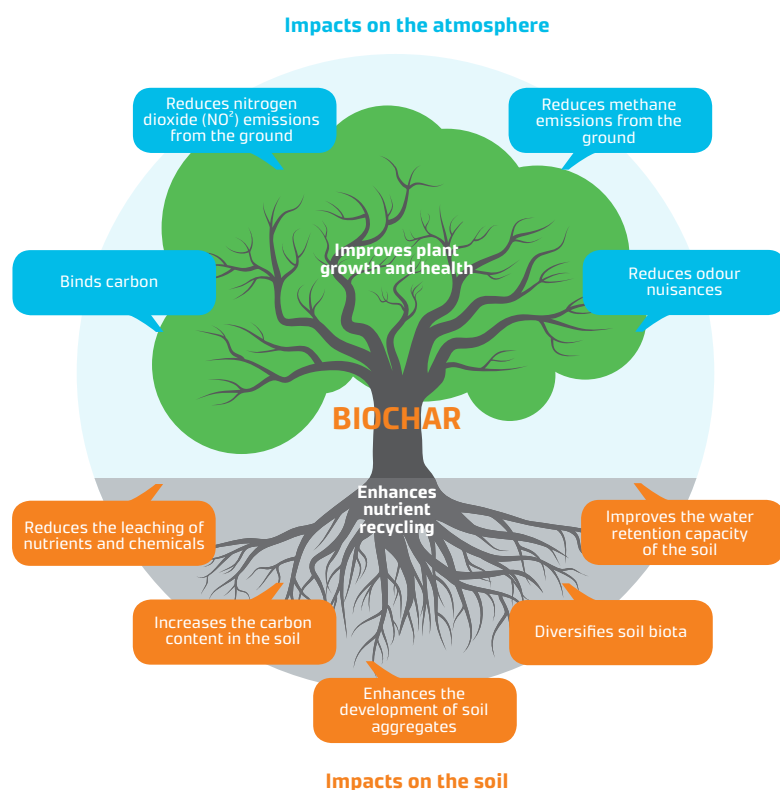 Impacts on the atmosphere
Reduces nitrogen
dioxide (NO²) emissions
from the ground
Reduces methane
emissions from the
ground
Improves plant
growth and health
Binds carbon
Reduces odour
nuisances
BIOCHAR
Enhances
nutrient
recycling
Reduces the leaching of
nutrients and chemicals
Improves the water
retention capacity
of the soil
Increases the carbon
content in the soil
Diversifies soil biota
Enhances the
development of soil
aggregates
Impacts on the soil